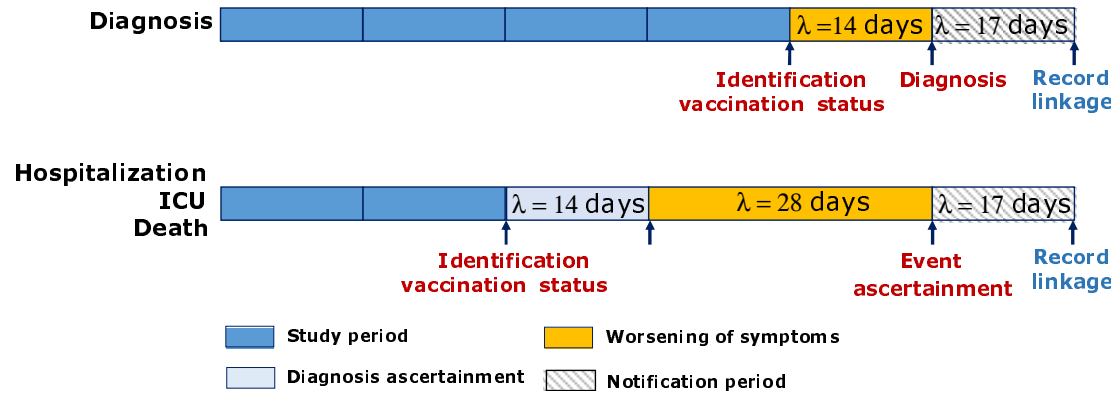 Diagnosis
λ =14 days
λ = 17 days
Identification
vaccination status
Diagnosis
Record
linkage
Hospitalization
ICU
Death
λ = 14 days
λ = 28 days
λ = 17 days
Identification
vaccination status
Event
ascertainment
Record
linkage
Study period
Worsening of symptoms
Diagnosis ascertainment
Notification period